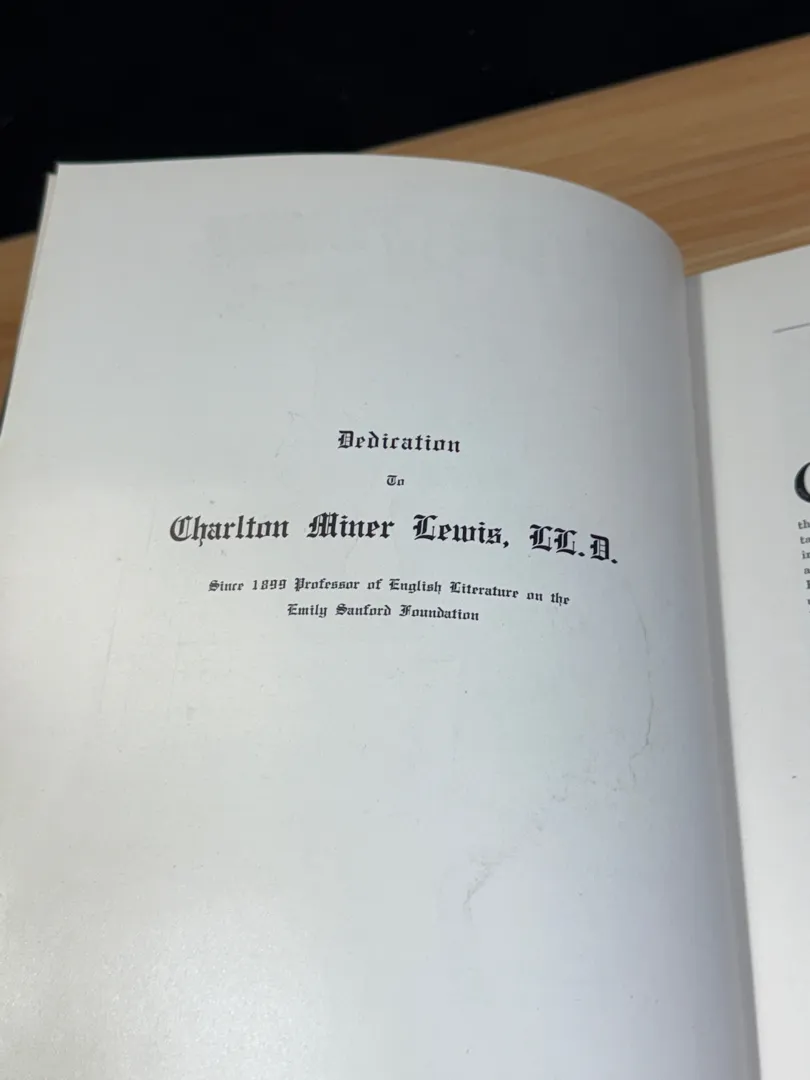 Dedication
To
Charlton Miner Lewis, LL.D.
Since 1899 Professor of English Literature on the
Emily Sanford Foundation